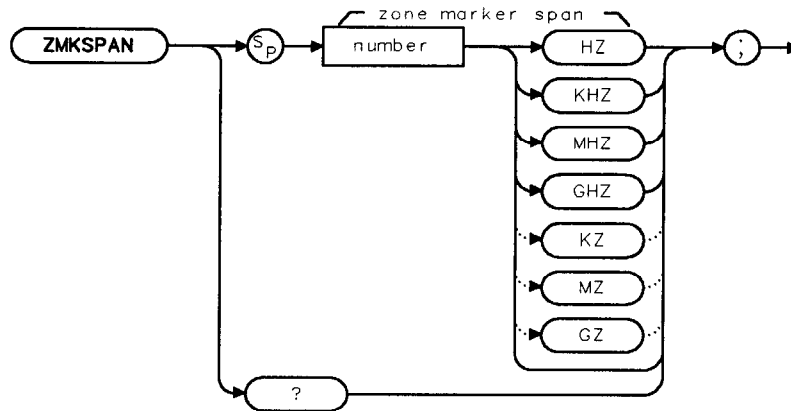 zone marker span
ZMKSPAN Sp number HZ ;
KHZ
MHZ
GHZ
KZ
MZ
GZ
?